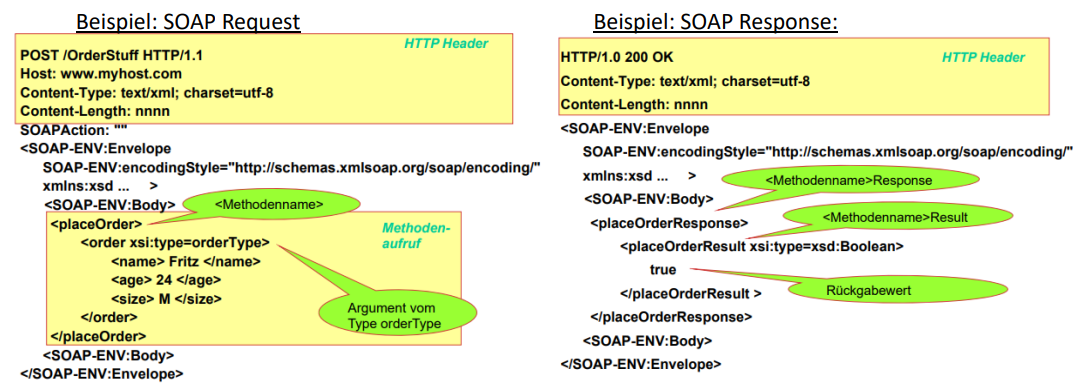 Beispiel: SOAP Request
HTTP Header
POST /OrderStuff HTTP/1.1
Host: www.myhost.com
Content-Type: text/xml; charset=utf-8
Content-Length: nnnn
SOAPAction: ""
<SOAP-ENV:Envelope
SOAP-ENV:encodingStyle="http://schemas.xmlsoap.org/soap/encoding/"
xmlns:xsd ... >
<SOAP-ENV:Body>
<Methodenname>
<placeOrder>
Methoden-
aufruf
<order xsi:type=orderType>
<name> Fritz </name>
<age> 24 </age>
<size> M </size>
Argument vom
Type orderType
</order>
</placeOrder>
<SOAP-ENV:Body>
</SOAP-ENV:Envelope>
Beispiel: SOAP Response:
HTTP/1.0 200 OK
HTTP Header
Content-Type: text/xml; charset=utf-8
Content-Length: nnnn
<SOAP-ENV:Envelope
SOAP-ENV:encodingStyle="http://schemas.xmlsoap.org/soap/encoding/"
xmlns:xsd ... >
<Methodenname>Response
<SOAP-ENV:Body>
<Methodenname>Result
<placeOrderResponse>
<placeOrderResult xsi:type=xsd:Boolean>
true
Rückgabewert
</placeOrderResult >
</placeOrderResponse>
<SOAP-ENV:Body>
</SOAP-ENV:Envelope>